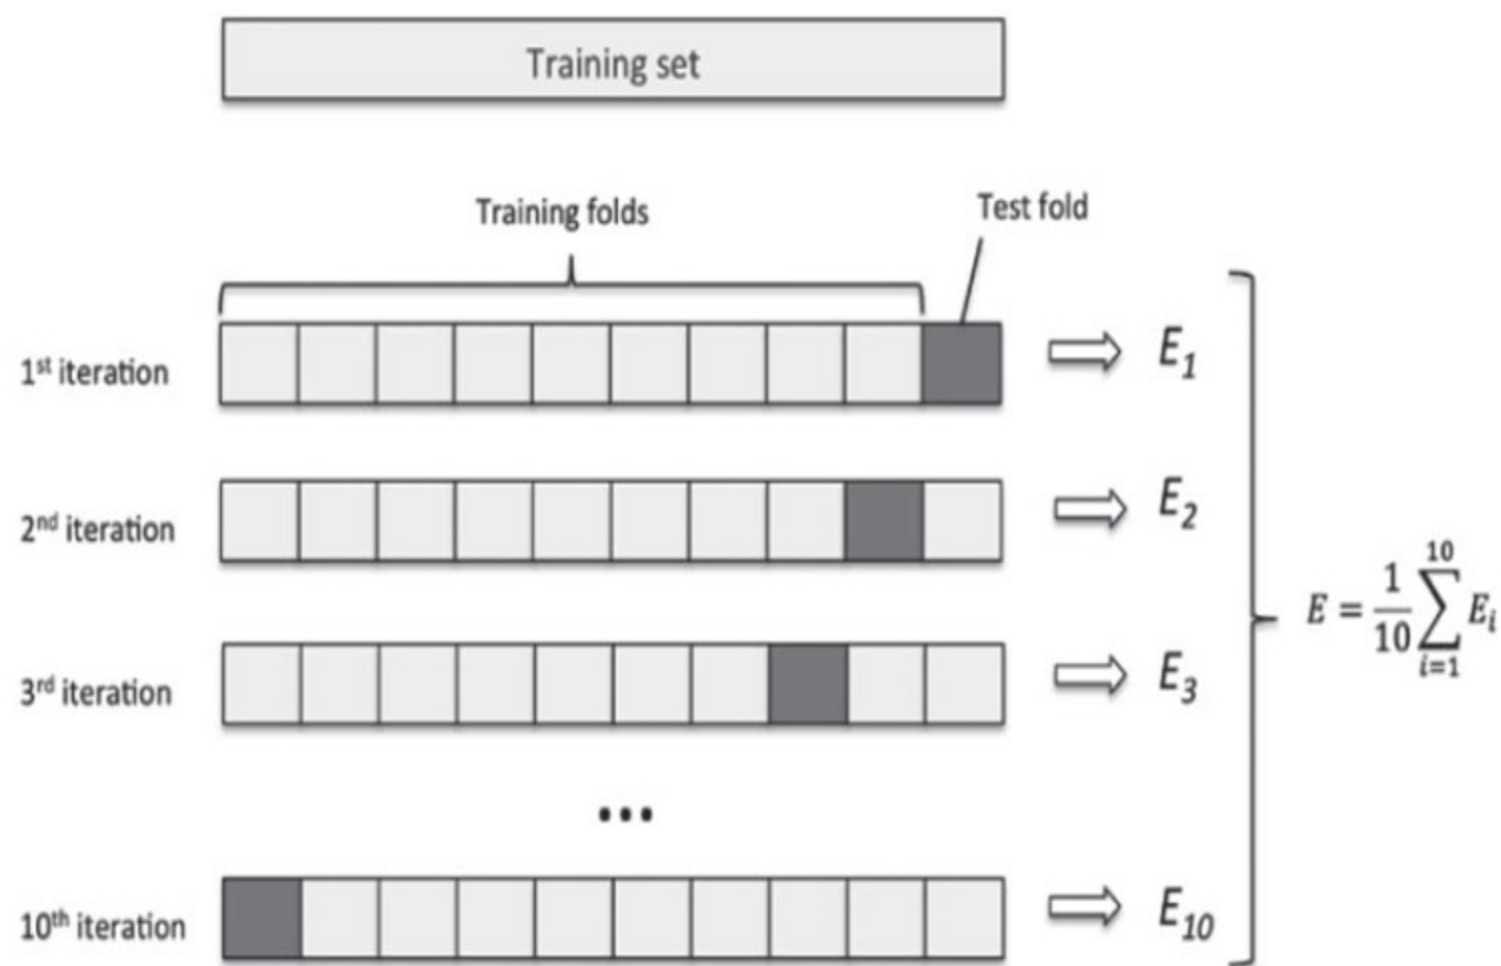 Training set
Training folds
Test fold
1st iteration
E1
2nd iteration
E2
3rd iteration
E3
...
10th iteration
E10
E = 1/10 ∑ i=1 10 Ei